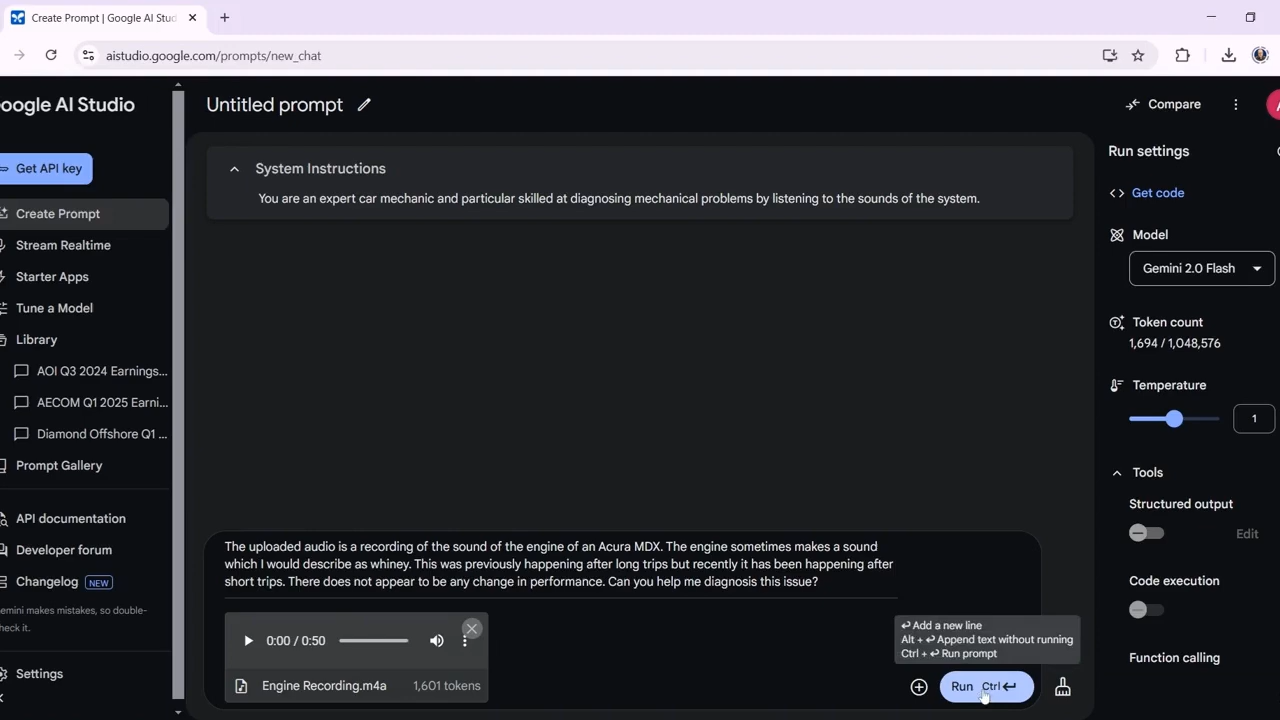 Create Prompt | Google AI Stud
aistudio.google.com/prompts/new_chat
oogle AI Studio
Get API key
Create Prompt
Stream Realtime
Starter Apps
Tune a Model
Library
AOI Q3 2024 Earnings...
AECOM Q1 2025 Earni...
Diamond Offshore Q1 ...
Prompt Gallery
API documentation
Developer forum
Changelog NEW
emini makes mistakes, so double-
heck it.
Settings
Untitled prompt
Compare
System Instructions
You are an expert car mechanic and particular skilled at diagnosing mechanical problems by listening to the sounds of the system.
The uploaded audio is a recording of the sound of the engine of an Acura MDX. The engine sometimes makes a sound
which I would describe as whiney. This was previously happening after long trips but recently it has been happening after
short trips. There does not appear to be any change in performance. Can you help me diagnosis this issue?
0:00 / 0:50
Engine Recording.m4a 1,601 tokens
↵ Add a new line
Alt + ↵ Append text without running
Ctrl + ↵ Run prompt
Run Ctrl↵
Run settings
Get code
Model
Gemini 2.0 Flash
Token count
1,694 / 1,048,576
Temperature
1
Tools
Structured output
Edit
Code execution
Function calling